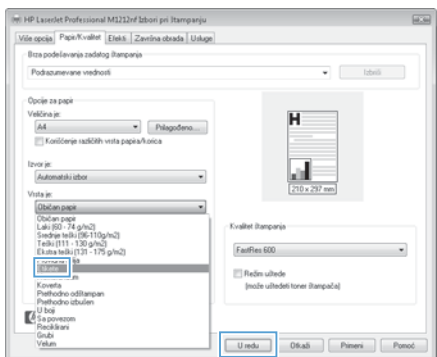 HP LaserJet Professional M1212nf Izbori pri štampanju
Više opcija Papir/Kvalitet Efekti Završna obrada Usluge
Brza podešavanja zadatog štampanja
Podrazumevane vrednosti
Izbriši
Opcije za papir
Veličina je:
A4
Prilagođeno...
Korišćenje različitih vrsta papira/korica
Izvor je:
Automatski izbor
Vrsta je:
Običan papir
Običan papir
Laki (60 - 74 g/m2)
Srednje teški (96-110g/m2)
Teški (111 - 130 g/m2)
Ekstra teški (131 - 175 g/m2)
Etikete
Koverta
Prethodno odštampan
Prethodno izbušen
U boji
Sa povezom
Reciklirani
Grubi
Velum
H
210 x 297 mm
Kvalitet štampanja
FastRes 600
Režim uštede
(može uštedeti toner štampača)
U redu
Otkaži
Primeni
Pomoć